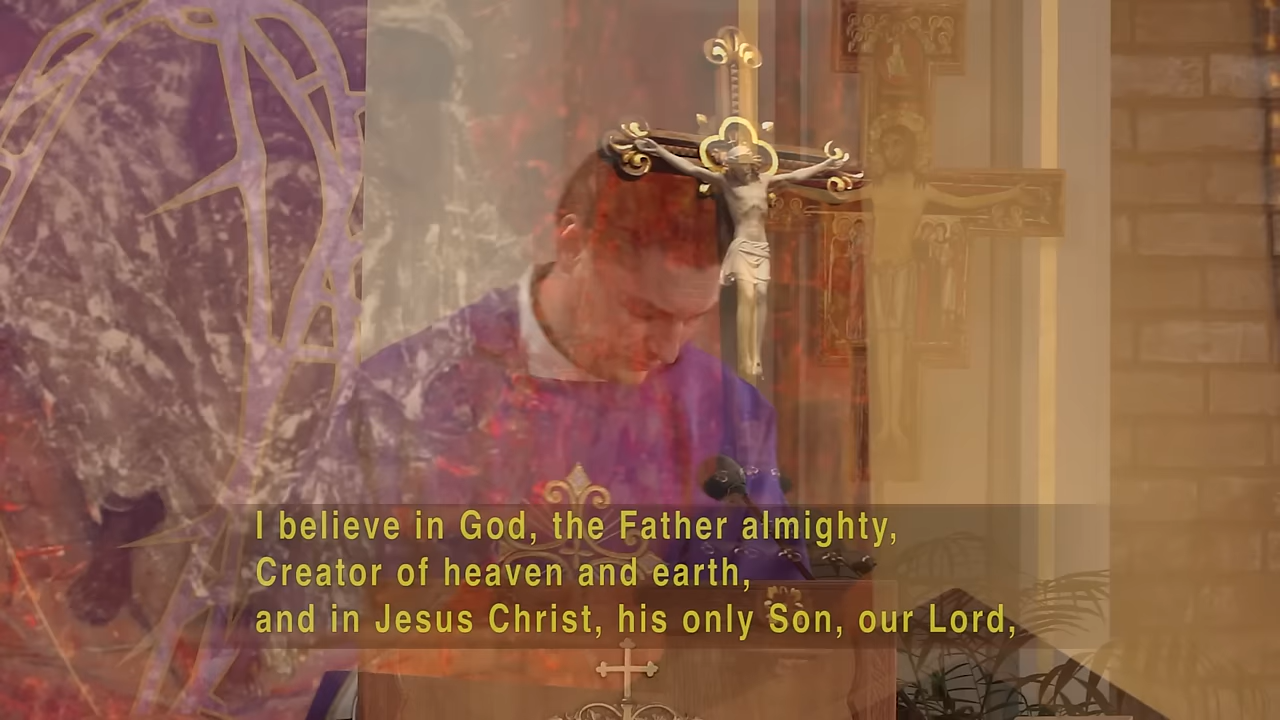 I believe in God, the Father almighty,
Creator of heaven and earth,
and in Jesus Christ, his only Son, our Lord,